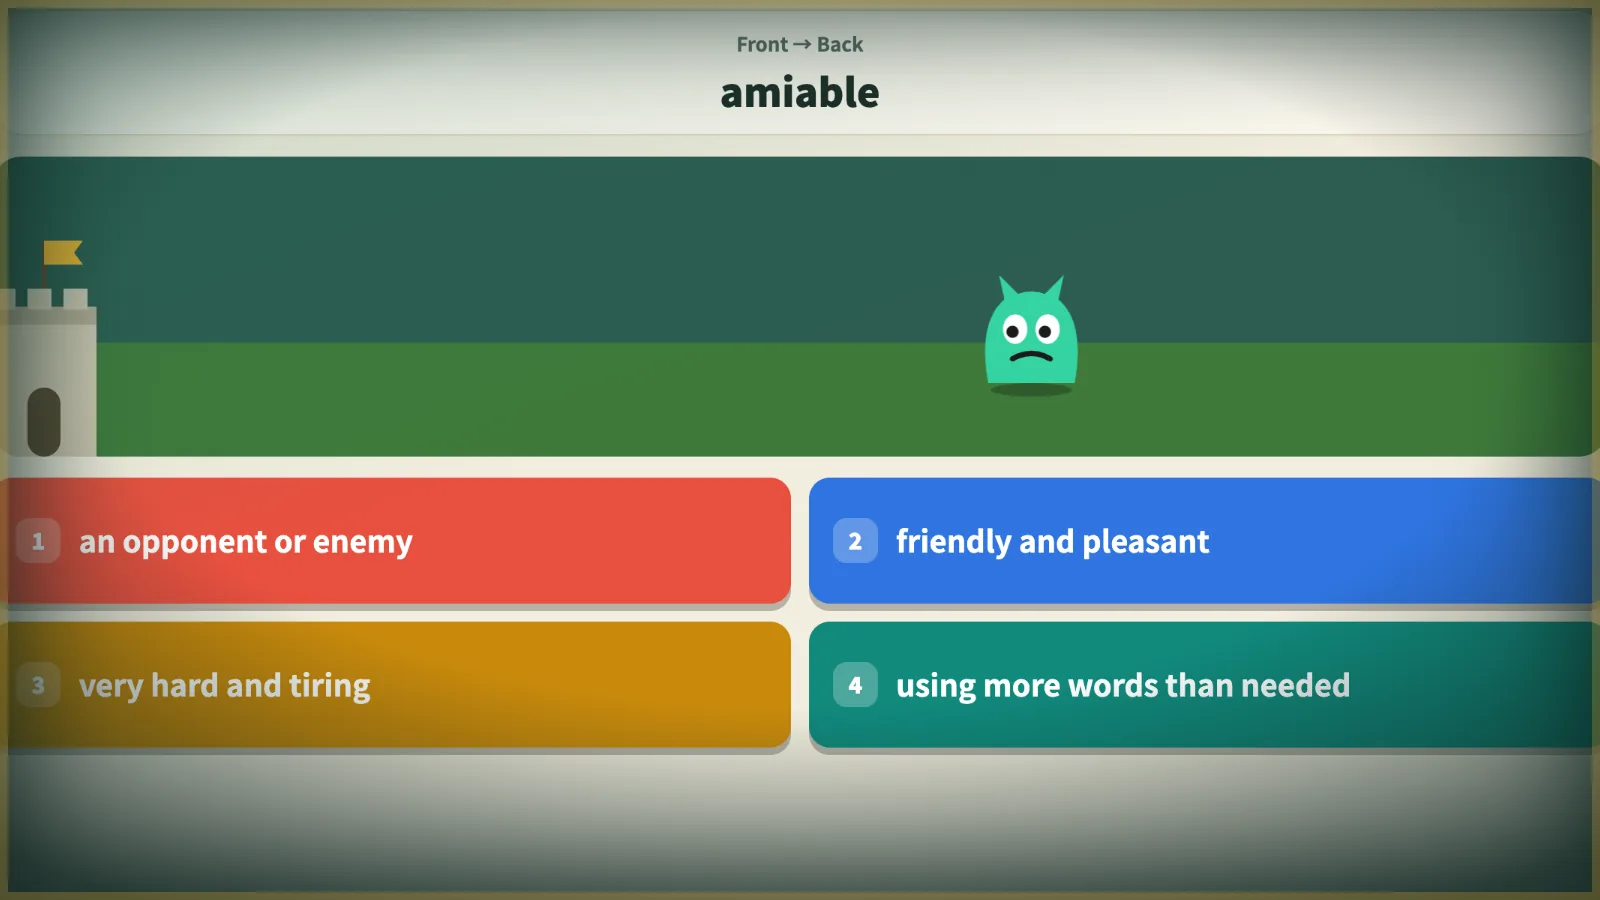 Front → Back
amiable
1 an opponent or enemy
2 friendly and pleasant
3 very hard and tiring
4 using more words than needed